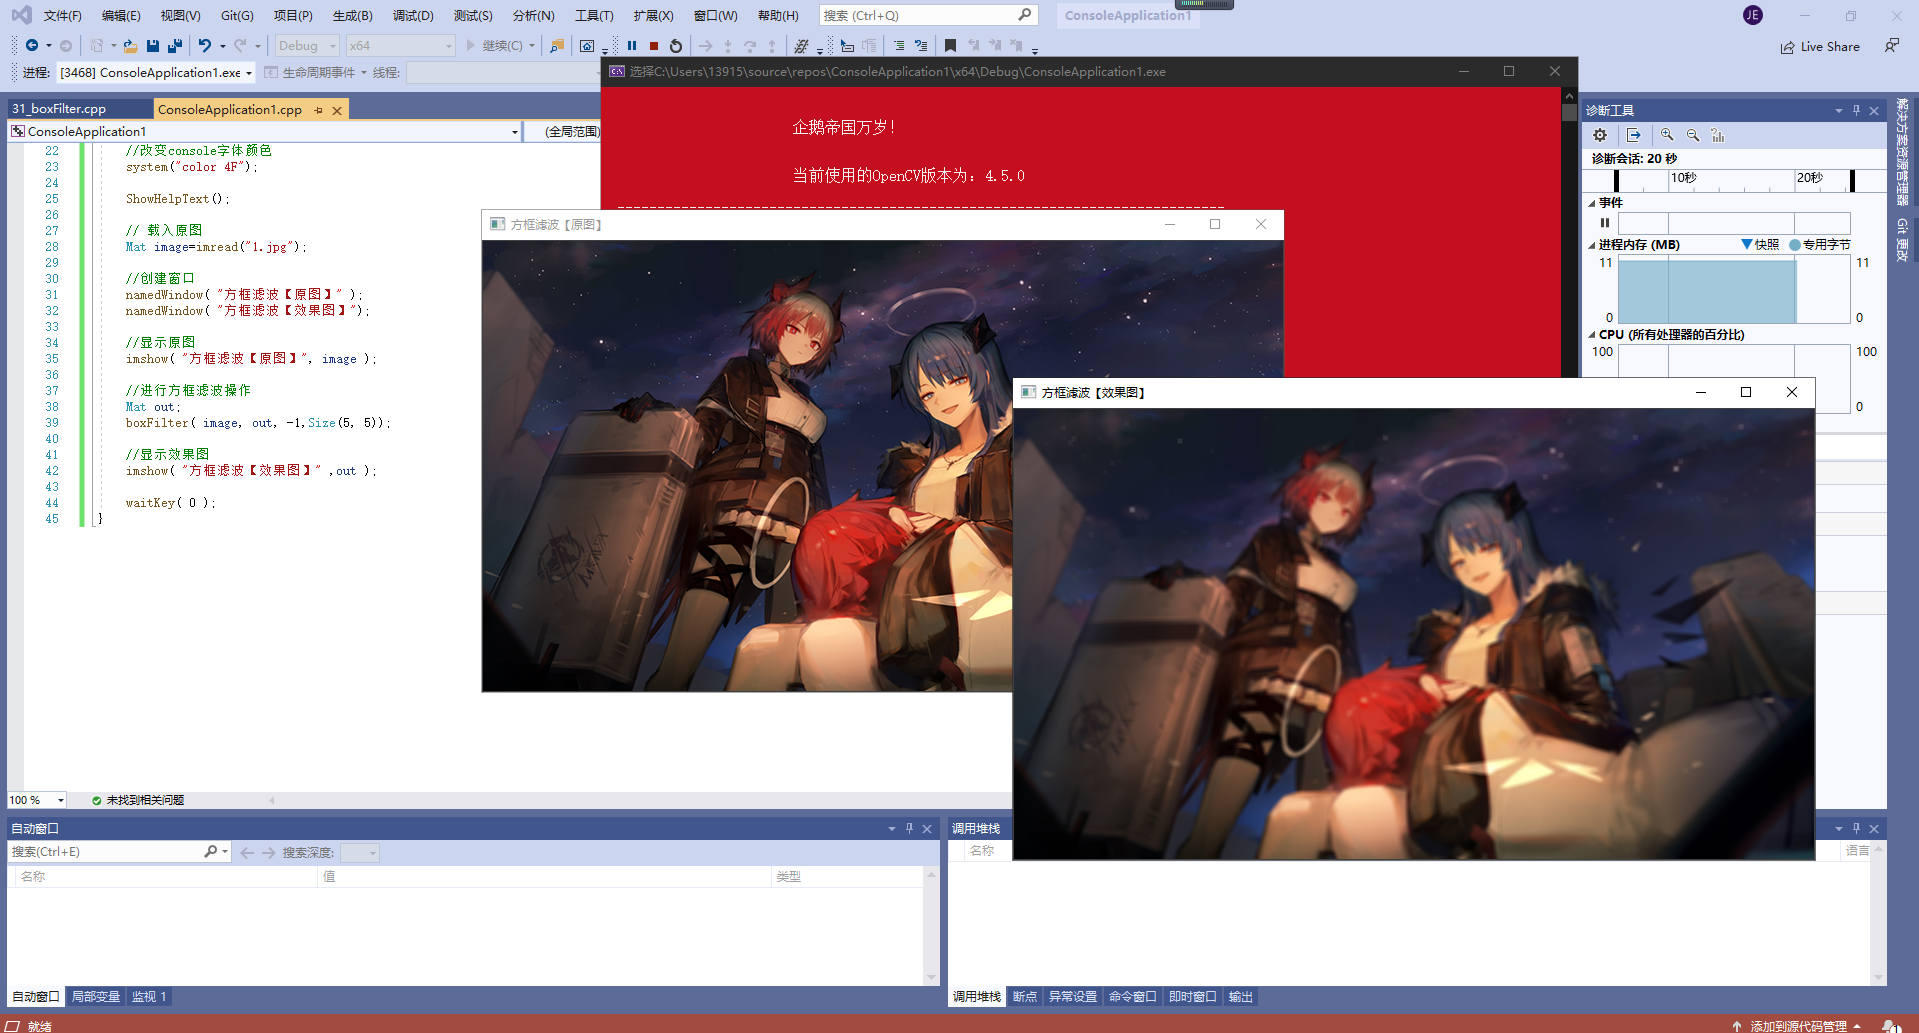 文件(F) 编辑(E) 视图(V) Git(G) 项目(P) 生成(B) 调试(D) 测试(S) 分析(N) 工具(T) 扩展(X) 窗口(W) 帮助(H) 搜索 (Ctrl+Q) ConsoleApplication1 JE
Debug x64 继续(C) Live Share
进程: [3468] ConsoleApplication1.exe 生命周期事件 线程:
选择C:\Users\13915\source\repos\ConsoleApplication1\x64\Debug\ConsoleApplication1.exe
企鹅帝国万岁!
当前使用的OpenCV版本为: 4.5.0
31_boxFilter.cpp ConsoleApplication1.cpp
ConsoleApplication1 (全局范围)
22 //改变console字体颜色
23 system("color 4F");
24
25 ShowHelpText();
26
27 // 载入原图
28 Mat image=imread("1.jpg");
29
30 //创建窗口
31 namedWindow( "方框滤波【原图】" );
32 namedWindow( "方框滤波【效果图】");
33
34 //显示原图
35 imshow( "方框滤波【原图】", image );
36
37 //进行方框滤波操作
38 Mat out;
39 boxFilter( image, out, -1,Size(5, 5));
40
41 //显示效果图
42 imshow( "方框滤波【效果图】" ,out );
43
44 waitKey( 0 );
45 }
方框滤波【原图】
方框滤波【效果图】
诊断工具
诊断会话: 20 秒
10秒 20秒
事件
进程内存 (MB) 快照 专用字节
11 11
0 0
CPU (所有处理器的百分比)
100 100
0
解决方案资源管理器
Git 更改
100 % 未找到相关问题
自动窗口
搜索(Ctrl+E) 搜索深度:
名称 值 类型
自动窗口 局部变量 监视 1
调用堆栈
名称 语言
调用堆栈 断点 异常设置 命令窗口 即时窗口 输出
就绪 添加到源代码管理 1